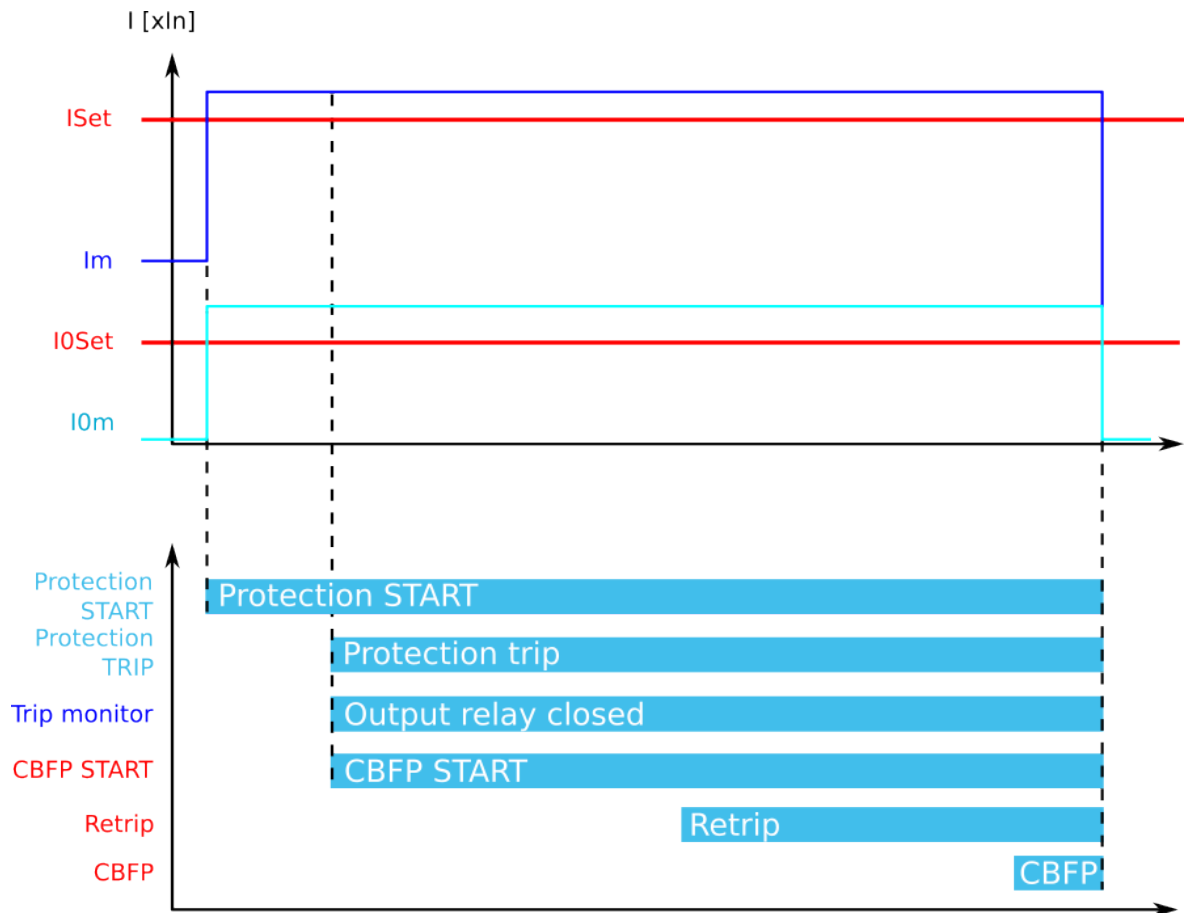 I [xIn]
ISet
Im
I0Set
I0m
Protection
START
Protection START
Protection
TRIP
Protection trip
Trip monitor
Output relay closed
CBFP START
CBFP START
Retrip
Retrip
CBFP
CBFP